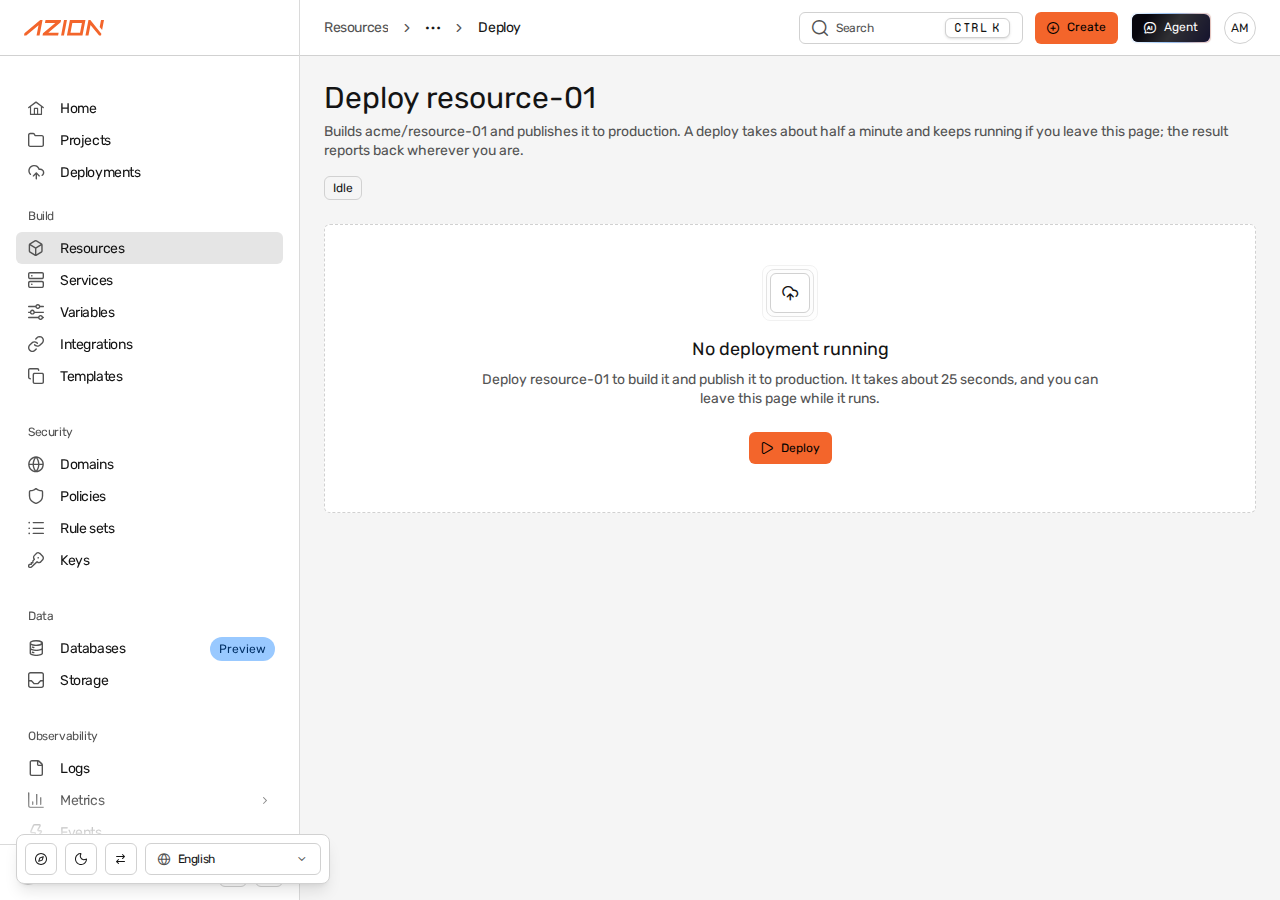 AZION
Resources
Deploy
Search
CTRL K
Create
Agent
AM
Home
Projects
Deployments
Build
Resources
Services
Variables
Integrations
Templates
Security
Domains
Policies
Rule sets
Keys
Data
Databases
Preview
Storage
Observability
Logs
Metrics
Events
English
Deploy resource-01
Builds acme/resource-01 and publishes it to production. A deploy takes about half a minute and keeps running if you leave this page; the result
reports back wherever you are.
Idle
No deployment running
Deploy resource-01 to build it and publish it to production. It takes about 25 seconds, and you can
leave this page while it runs.
Deploy